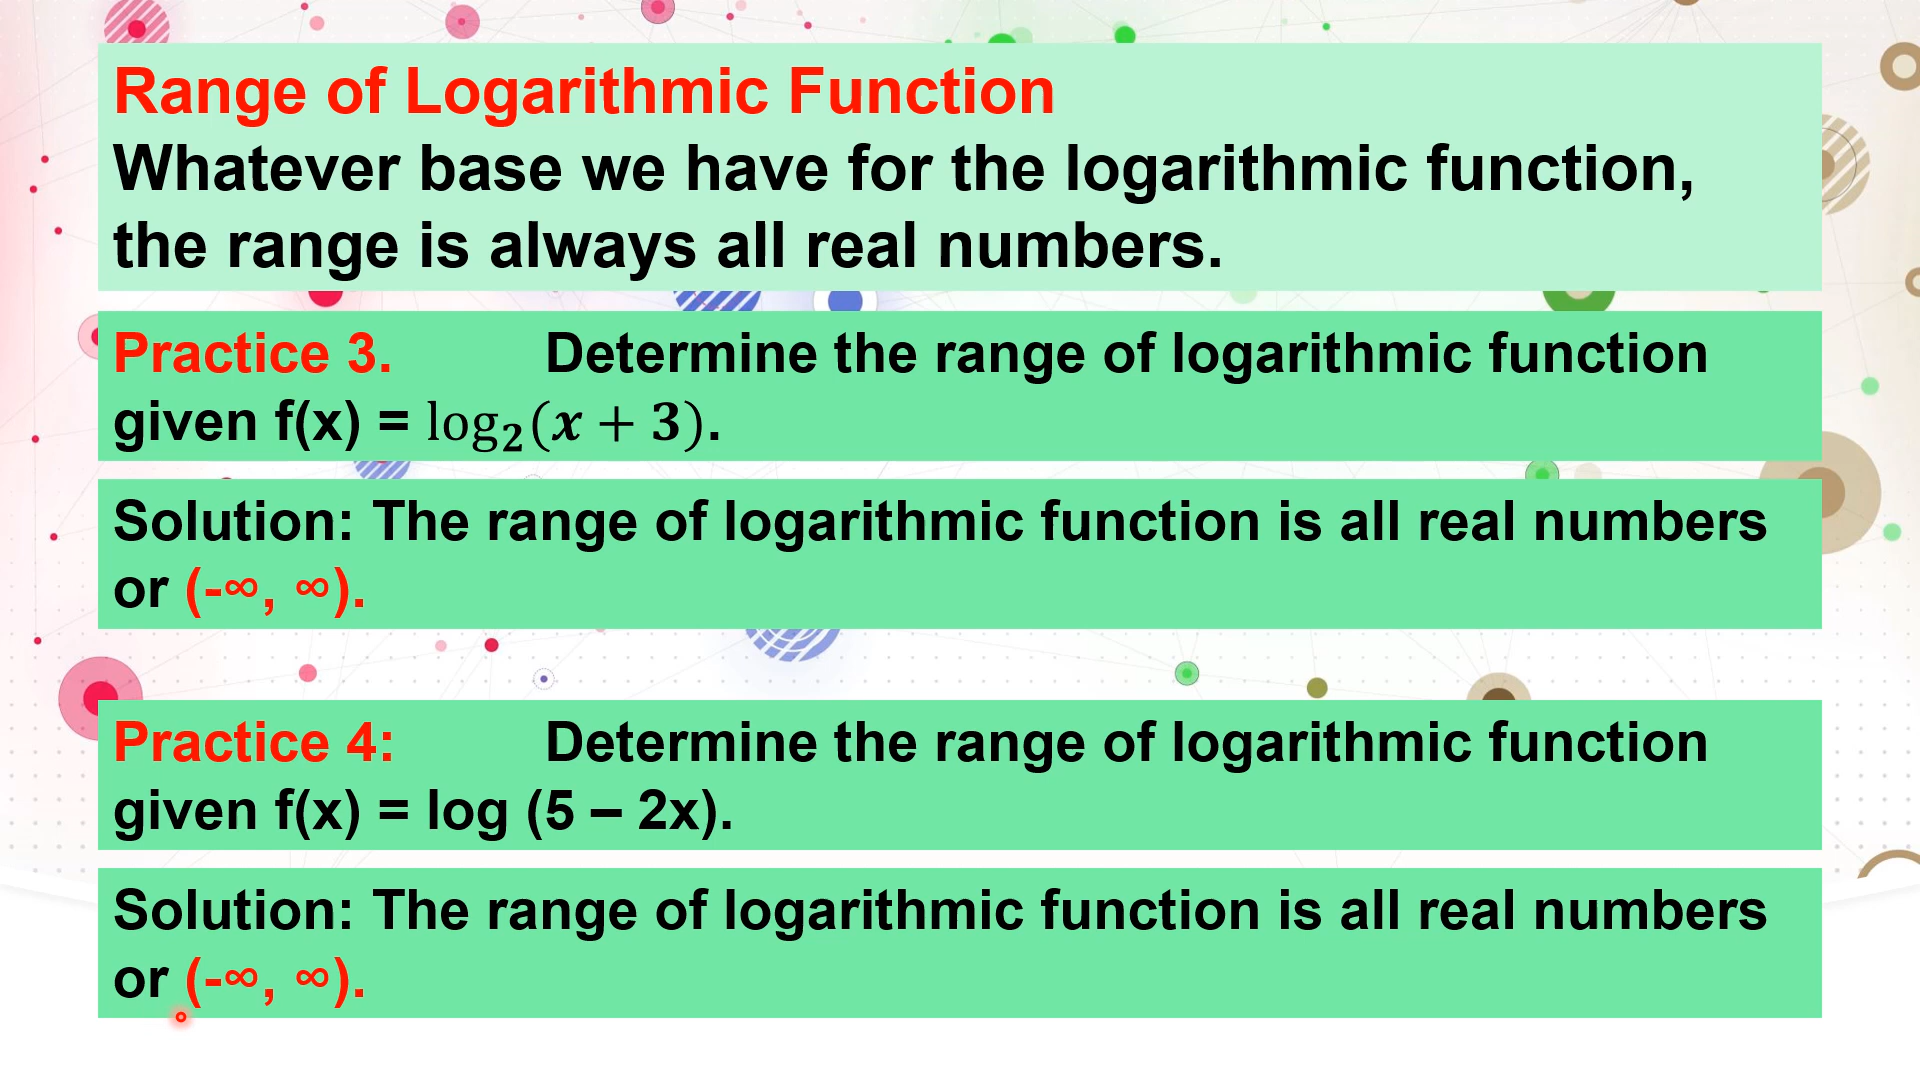 Range of Logarithmic Function
Whatever base we have for the logarithmic function,
the range is always all real numbers.
Practice 3. Determine the range of logarithmic function
given f(x) = log₂(x + 3).
Solution: The range of logarithmic function is all real numbers
or (-∞, ∞).
Practice 4: Determine the range of logarithmic function
given f(x) = log (5 – 2x).
Solution: The range of logarithmic function is all real numbers
or (-∞, ∞).